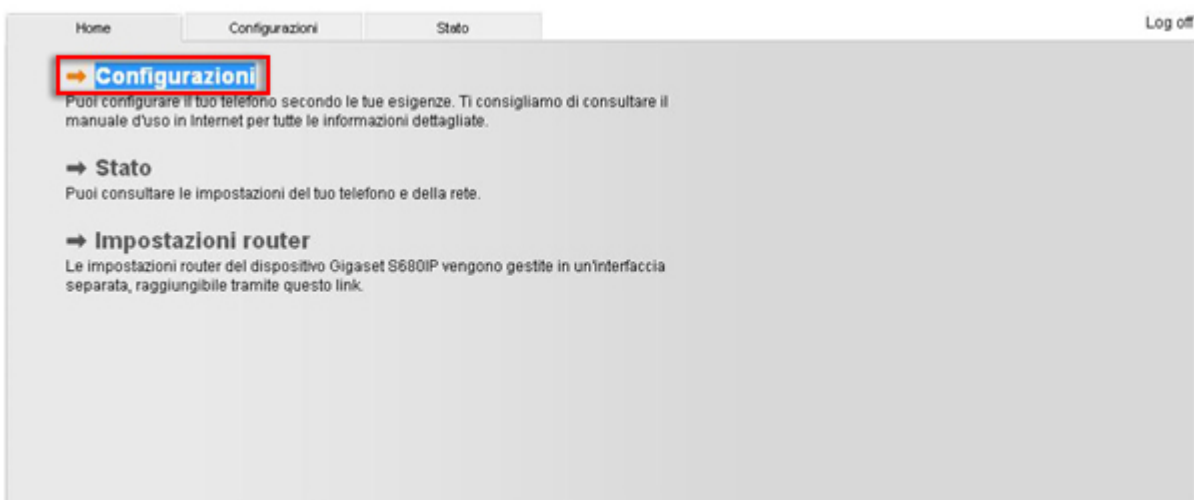 Home Configurazioni Stato Log off
➡ Configurazioni
Puoi configurare il tuo telefono secondo le tue esigenze. Ti consigliamo di consultare il
manuale d'uso in Internet per tutte le informazioni dettagliate.
➡ Stato
Puoi consultare le impostazioni del tuo telefono e della rete.
➡ Impostazioni router
Le impostazioni router del dispositivo Gigaset S680IP vengono gestite in un'interfaccia
separata, raggiungibile tramite questo link.